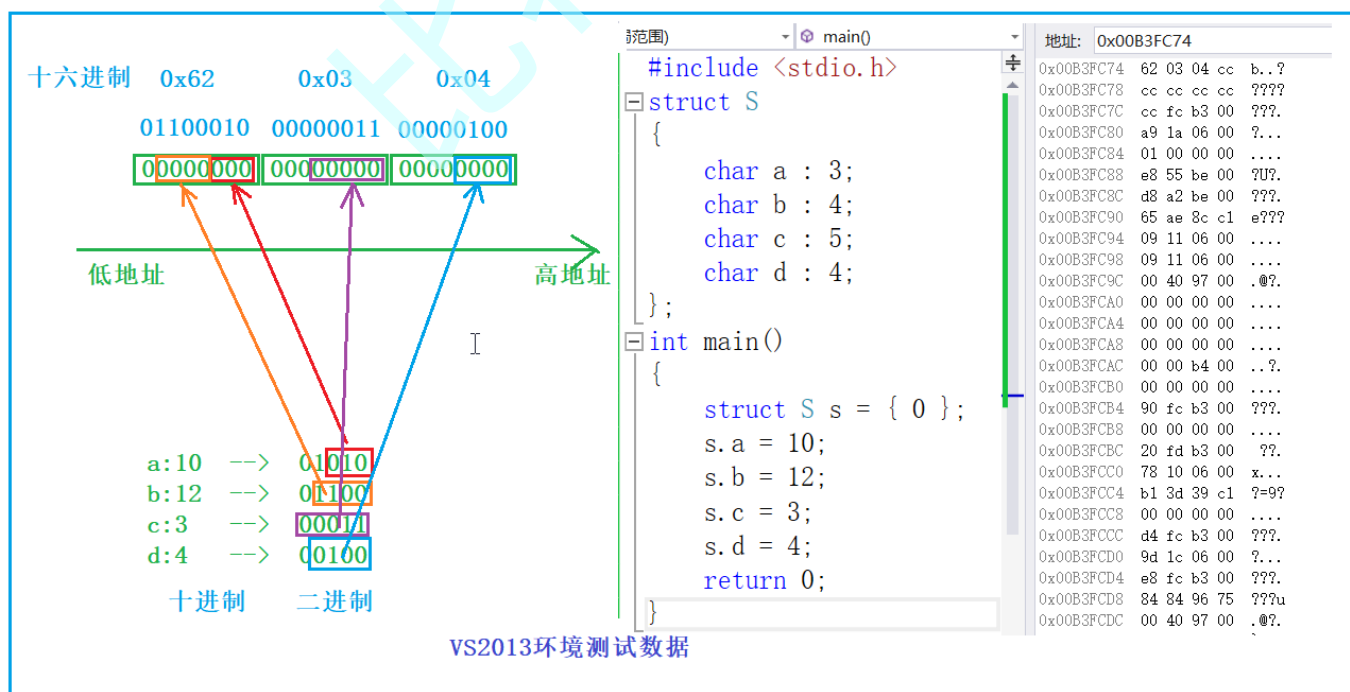 十六进制 0x62 0x03 0x04
01100010 00000011 00000100
00000000 00000000 00000000
低地址 高地址
a:10 --> 01010
b:12 --> 01100
c:3 --> 00011
d:4 --> 00100
十进制 二进制
VS2013环境测试数据
局范围) main()
#include <stdio.h>
struct S
{
char a : 3;
char b : 4;
char c : 5;
char d : 4;
};
int main()
{
struct S s = { 0 };
s.a = 10;
s.b = 12;
s.c = 3;
s.d = 4;
return 0;
}
地址: 0x00B3FC74
0x00B3FC74 62 03 04 cc b..?
0x00B3FC78 cc cc cc cc ????
0x00B3FC7C cc fc b3 00 ???.
0x00B3FC80 a9 1a 06 00 ?...
0x00B3FC84 01 00 00 00 ....
0x00B3FC88 e8 55 be 00 ?U?.
0x00B3FC8C d8 a2 be 00 ???.
0x00B3FC90 65 ae 8c c1 e???
0x00B3FC94 09 11 06 00 ....
0x00B3FC98 09 11 06 00 ....
0x00B3FC9C 00 40 97 00 .@?.
0x00B3FCA0 00 00 00 00 ....
0x00B3FCA4 00 00 00 00 ....
0x00B3FCA8 00 00 00 00 ....
0x00B3FCAC 00 00 b4 00 ..?.
0x00B3FCB0 00 00 00 00 ....
0x00B3FCB4 90 fc b3 00 ???.
0x00B3FCB8 00 00 00 00 ....
0x00B3FCBC 20 fd b3 00 ??.
0x00B3FCC0 78 10 06 00 x...
0x00B3FCC4 b1 3d 39 c1 ?=9?
0x00B3FCC8 00 00 00 00 ....
0x00B3FCCC d4 fc b3 00 ???.
0x00B3FCD0 9d 1c 06 00 ?...
0x00B3FCD4 e8 fc b3 00 ???.
0x00B3FCD8 84 84 96 75 ???u
0x00B3FCDC 00 40 97 00 .@?.